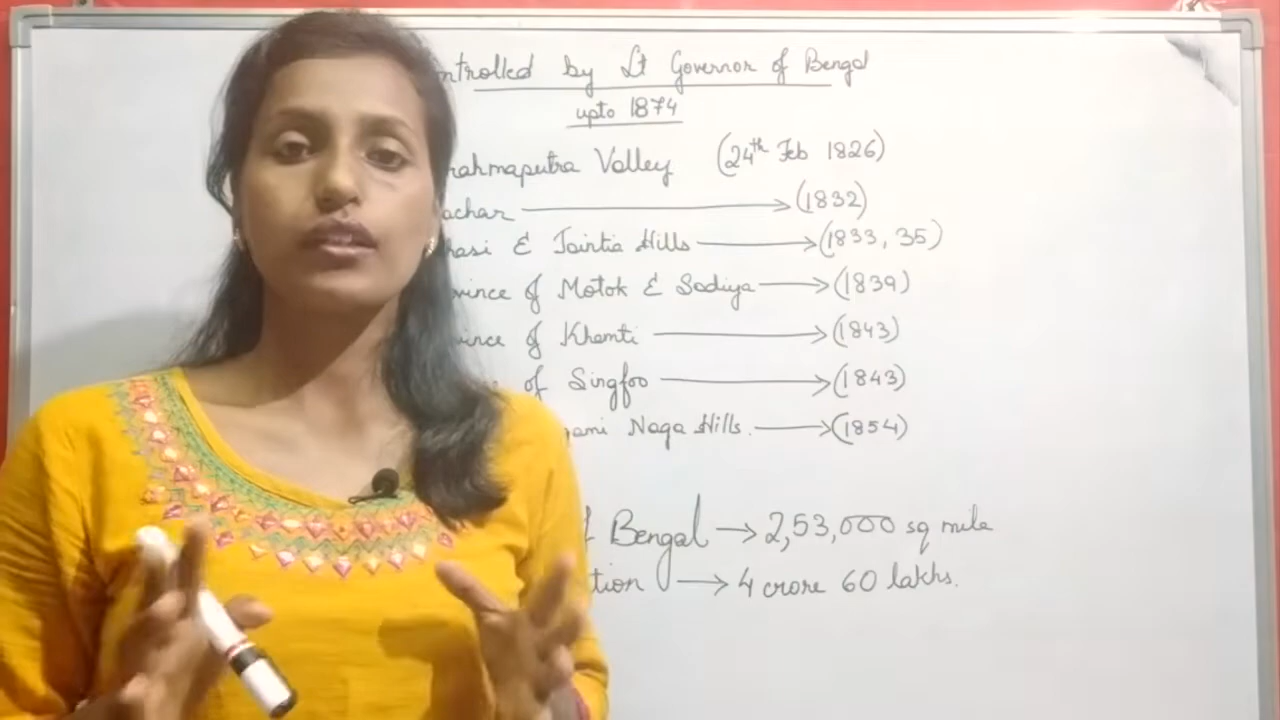 ntrolled by Lt Governor of Bengal
upto 1874
rahmaputra Valley (24th Feb 1826)
achar → (1832)
hasi & Jaintia Hills → (1833, 35)
vince of Motok & Sadiya → (1839)
ince of Khamti → (1843)
of Singfoo → (1843)
ami Naga Hills. → (1854)
f Bengal → 2,53,000 sq mile
tion → 4 crore 60 lakhs.